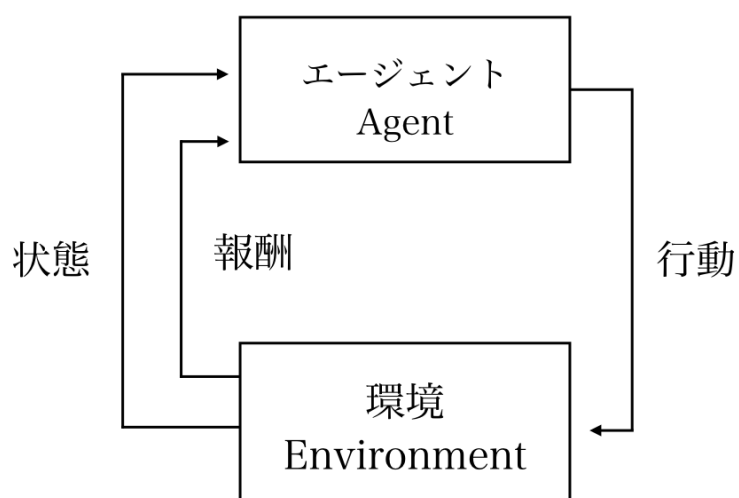 エージェント
Agent
状態
報酬
行動
環境
Environment